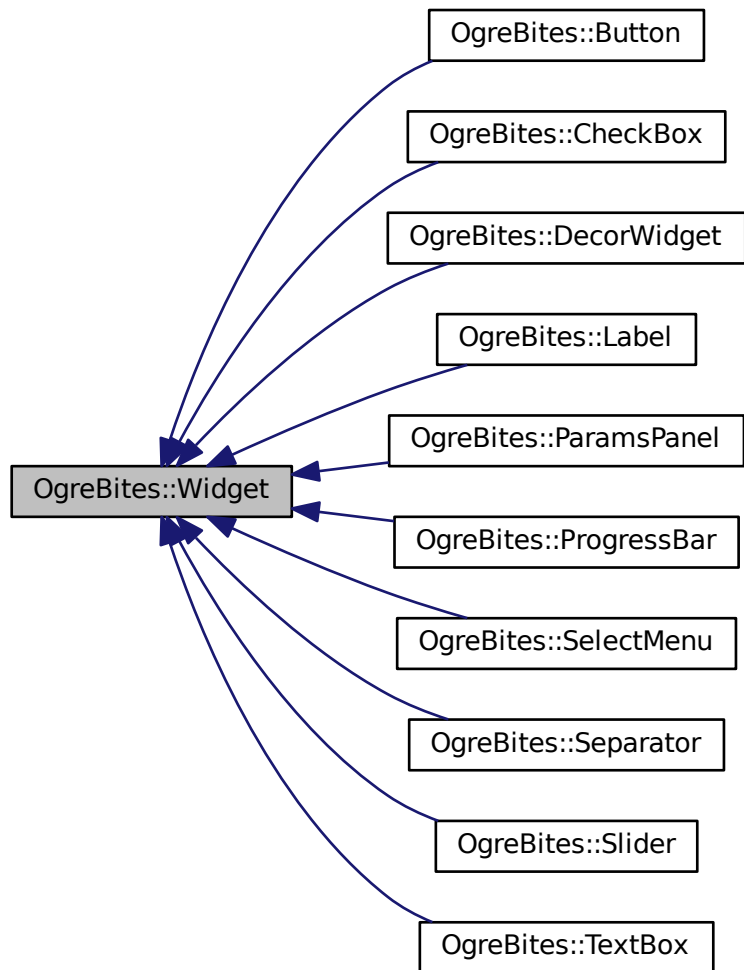 OgreBites::Button
OgreBites::CheckBox
OgreBites::DecorWidget
OgreBites::Label
OgreBites::ParamsPanel
OgreBites::Widget
OgreBites::ProgressBar
OgreBites::SelectMenu
OgreBites::Separator
OgreBites::Slider
OgreBites::TextBox